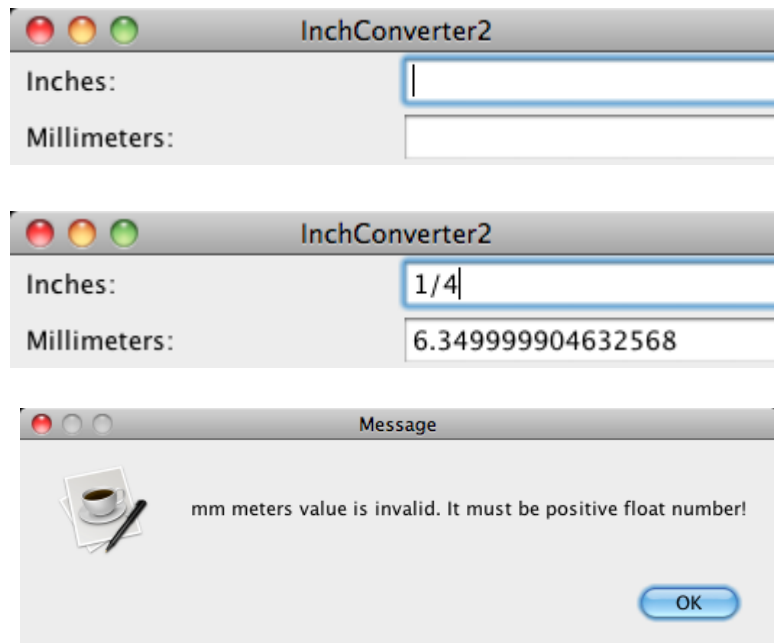 InchConverter2
Inches:
Millimeters:
InchConverter2
Inches: 1/4
Millimeters: 6.349999904632568
Message
mm meters value is invalid. It must be positive float number!
OK